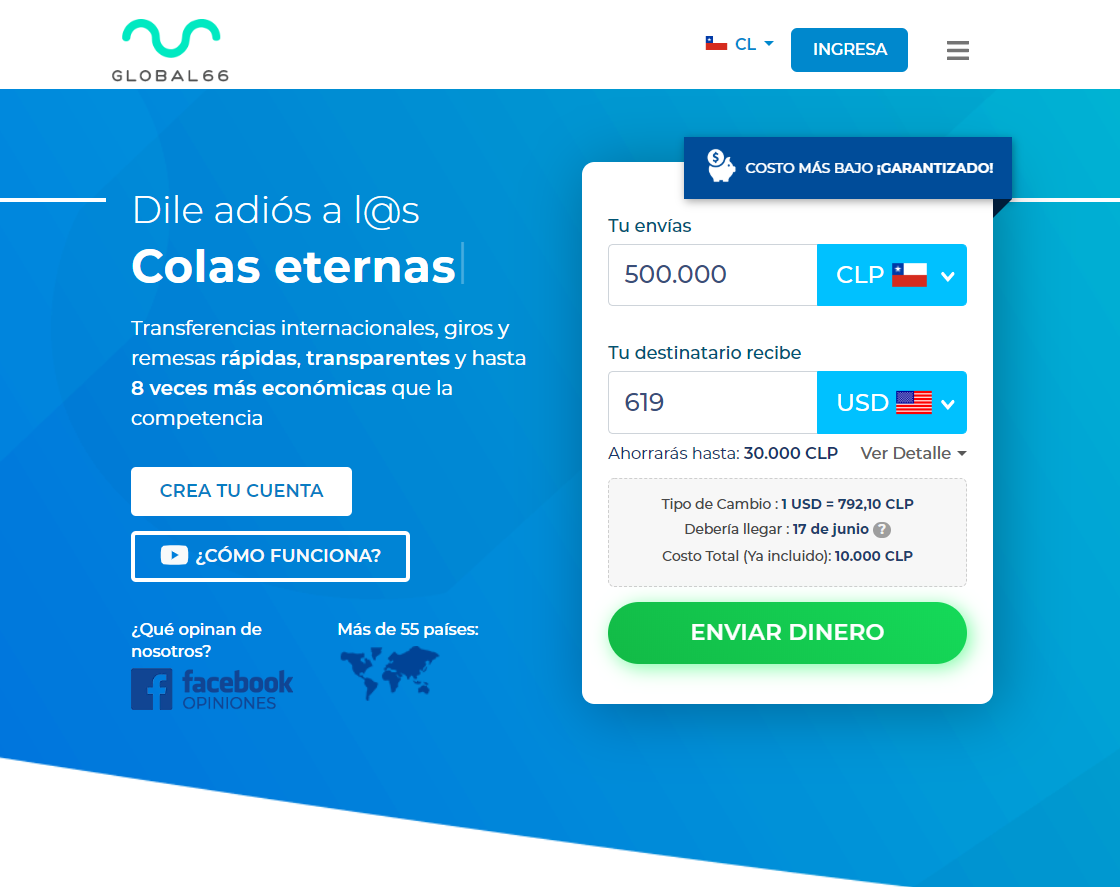 GLOBAL66
CL
INGRESA
COSTO MÁS BAJO ¡GARANTIZADO!
Dile adiós a l@s
Colas eternas
Transferencias internacionales, giros y
remesas rápidas, transparentes y hasta
8 veces más económicas que la
competencia
CREA TU CUENTA
¿CÓMO FUNCIONA?
¿Qué opinan de
nosotros?
facebook
OPINIONES
Más de 55 países:
Tu envías
500.000
CLP
Tu destinatario recibe
619
USD
Ahorrarás hasta: 30.000 CLP
Ver Detalle
Tipo de Cambio : 1 USD = 792,10 CLP
Debería llegar : 17 de junio ?
Costo Total (Ya incluido): 10.000 CLP
ENVIAR DINERO